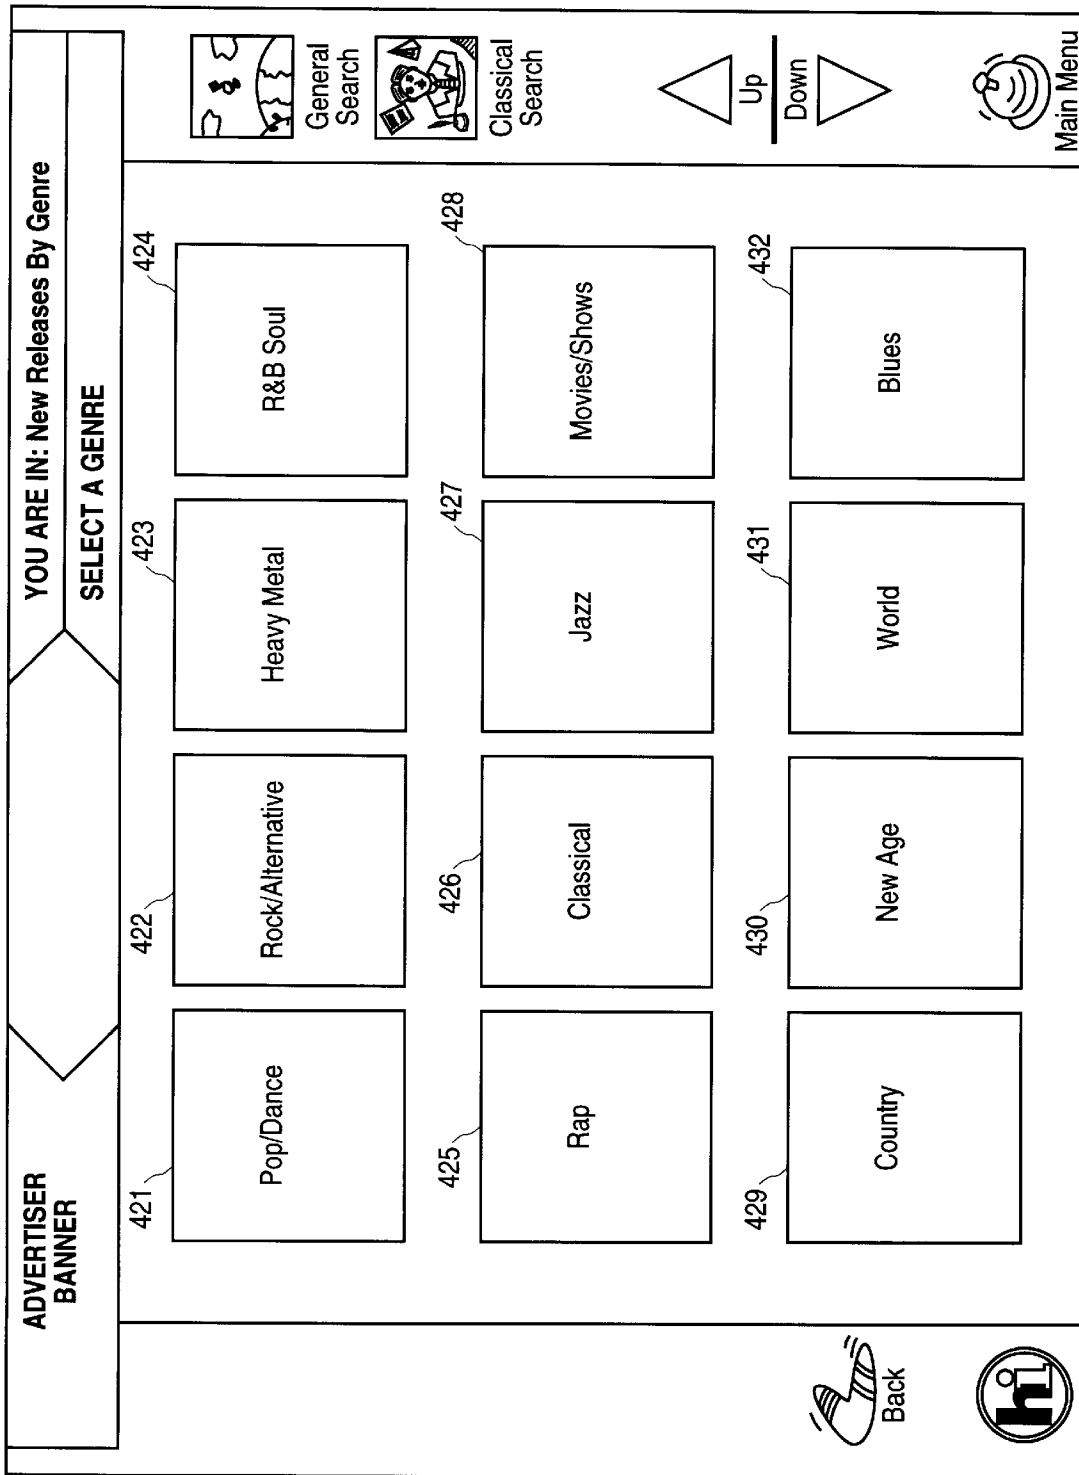 ADVERTISER
BANNER
YOU ARE IN: New Releases By Genre
SELECT A GENRE
421
Pop/Dance
422
Rock/Alternative
423
Heavy Metal
424
R&B Soul
425
Rap
426
Classical
427
Jazz
428
Movies/Shows
429
Country
430
New Age
431
World
432
Blues
General
Search
Classical
Search
Up
Down
Main Menu
Back
hi